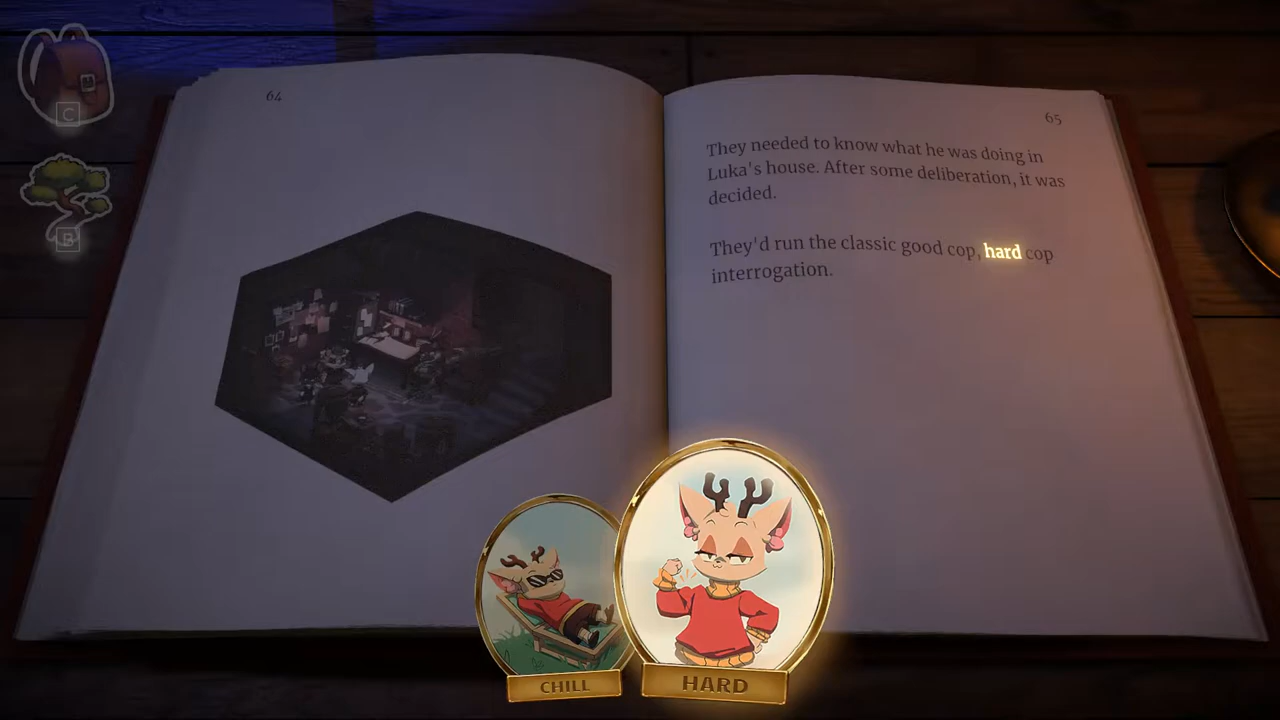 C
B
64
65
They needed to know what he was doing in
Luka's house. After some deliberation, it was
decided.
They'd run the classic good cop, hard cop
interrogation.
CHILL
HARD